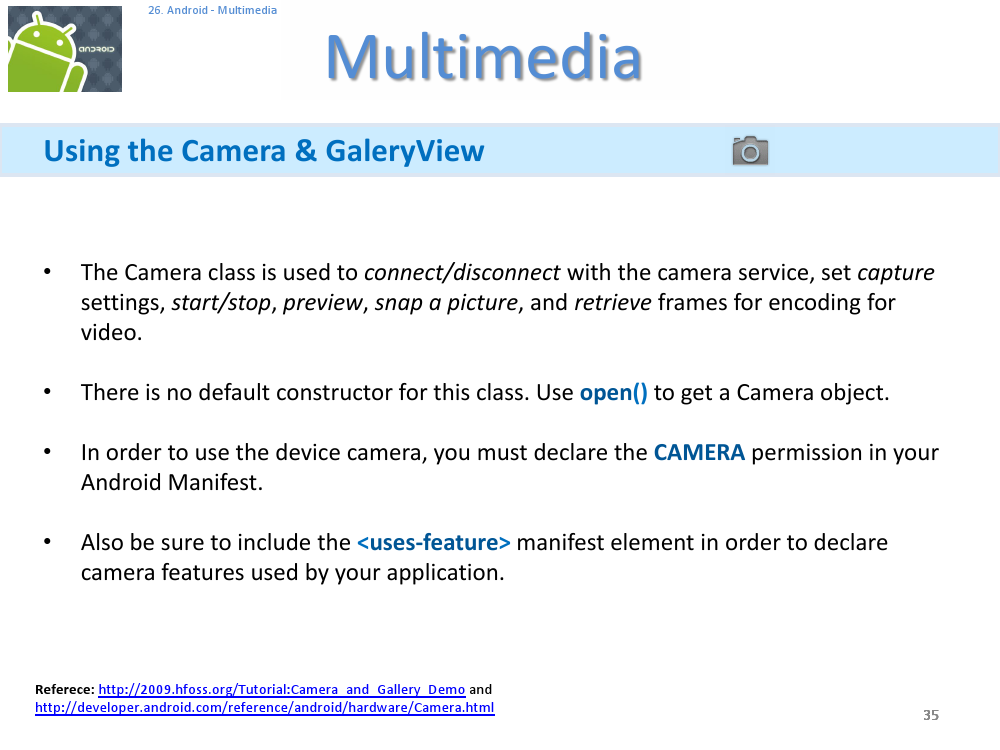 26. Android - Multimedia
ANDROID
Multimedia
Using the Camera & GaleryView
• The Camera class is used to connect/disconnect with the camera service, set capture
settings, start/stop, preview, snap a picture, and retrieve frames for encoding for
video.
• There is no default constructor for this class. Use open() to get a Camera object.
• In order to use the device camera, you must declare the CAMERA permission in your
Android Manifest.
• Also be sure to include the <uses-feature> manifest element in order to declare
camera features used by your application.
Referece: http://2009.hfoss.org/Tutorial:Camera_and_Gallery_Demo and
http://developer.android.com/reference/android/hardware/Camera.html
35